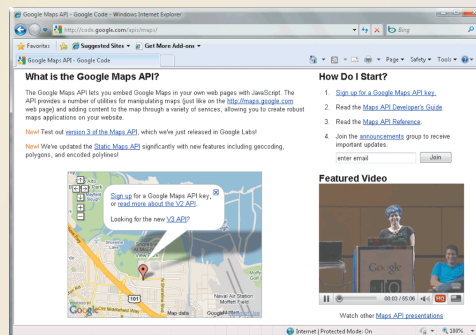 Google Maps API - Google Code - Windows Internet Explorer
http://code.google.com/apis/maps/
Bing
Favorites Suggested Sites Get More Add-ons
Google Maps API - Google Code
Page Safety Tools
What is the Google Maps API?
The Google Maps API lets you embed Google Maps in your own web pages with JavaScript. The
API provides a number of utilities for manipulating maps (just like on the http://maps.google.com
web page) and adding content to the map through a variety of services, allowing you to create robust
maps applications on your website.
New! Test out version 3 of the Maps API, which we've just released in Google Labs!
New! We've updated the Static Maps API significantly with new features including geocoding,
polygons, and encoded polylines!
Sign up for a Google Maps API key,
or read more about the V2 API.
Looking for the new V3 API?
Shoreline
Lake
101
Naval Air Station
Moffett Field
Google
Map data
How Do I Start?
1. Sign up for a Google Maps API key.
2. Read the Maps API Developer's Guide.
3. Read the Maps API Reference.
4. Join the announcements group to receive
important updates.
enter email
Join
Featured Video
Google
00:03 / 55:06
HQ
Watch other Maps API presentations
Internet | Protected Mode: On
100%